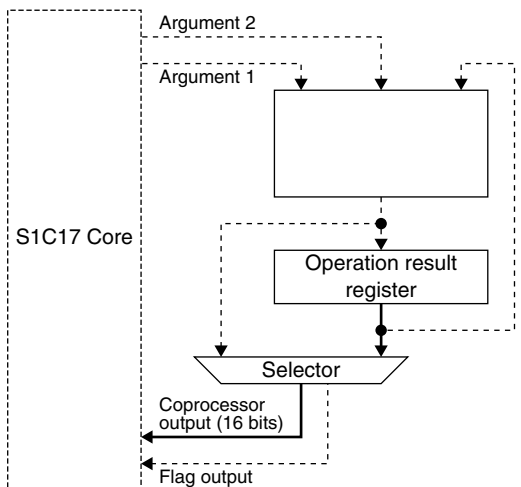 Argument 2
Argument 1
S1C17 Core
Operation result
register
Selector
Coprocessor
output (16 bits)
Flag output